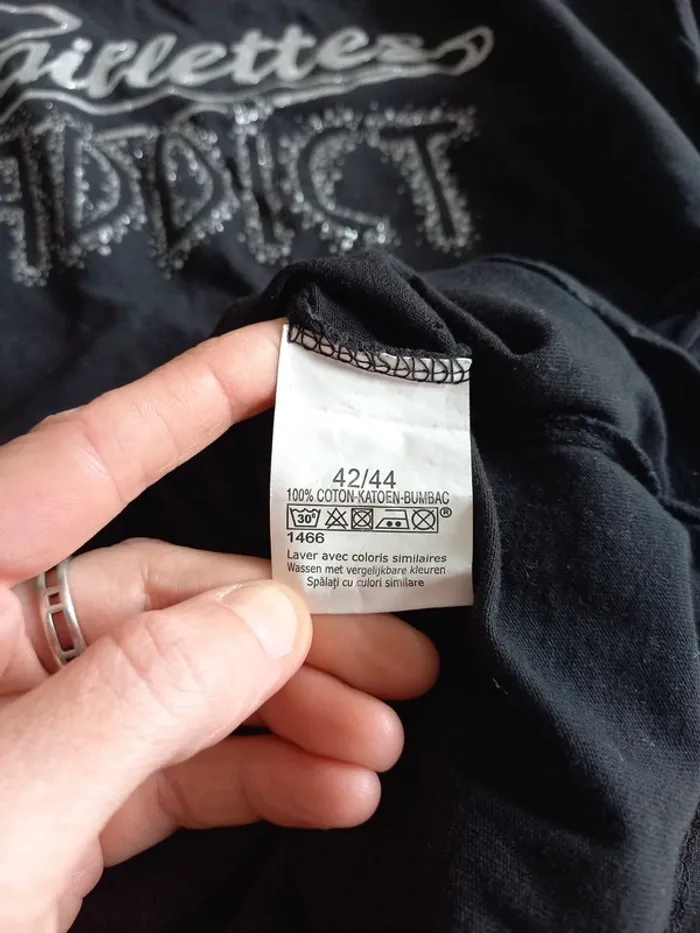 aillettes
ADDICT
42/44
100% COTON-KATOEN-BUMBAC
30° ®
1466
Laver avec coloris similaires
Wassen met vergelijkbare kleuren
Spălați cu culori similare